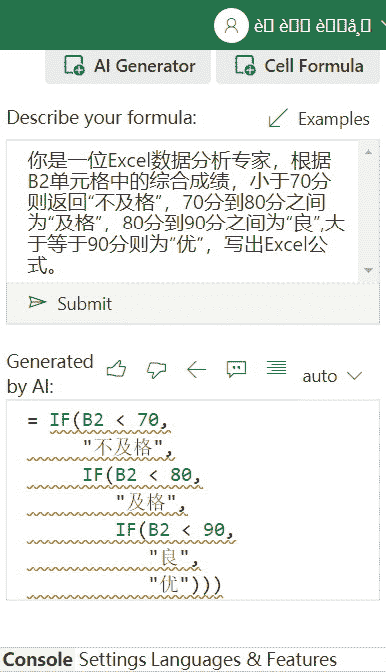 AI Generator Cell Formula
Describe your formula: Examples
你是一位Excel数据分析专家，根据
B2单元格中的综合成绩，小于70分
则返回“不及格”，70分到80分之间
为“及格”，80分到90分之间为“良”,大
于等于90分则为“优”，写出Excel公
式。
Submit
Generated
by AI:
auto
= IF(B2 < 70,
"不及格",
IF(B2 < 80,
"及格",
IF(B2 < 90,
"良",
"优")))
Console Settings Languages & Features